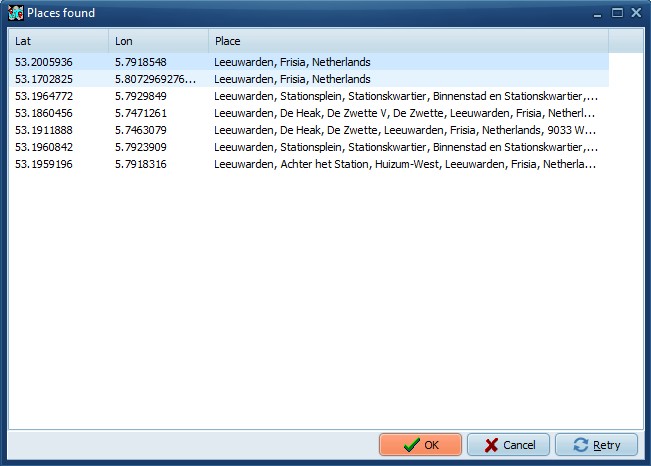 Places found
Lat Lon Place
53.2005936 5.7918548 Leeuwarden, Frisia, Netherlands
53.1702825 5.8072969276... Leeuwarden, Frisia, Netherlands
53.1964772 5.7929849 Leeuwarden, Stationsplein, Stationskwartier, Binnenstad en Stationskwartier,...
53.1860456 5.7471261 Leeuwarden, De Heak, De Zwette V, De Zwette, Leeuwarden, Frisia, Netherl...
53.1911888 5.7463079 Leeuwarden, De Heak, De Zwette, Leeuwarden, Frisia, Netherlands, 9033 W...
53.1960842 5.7923909 Leeuwarden, Stationsplein, Stationskwartier, Binnenstad en Stationskwartier,...
53.1959196 5.7918316 Leeuwarden, Achter het Station, Huizum-West, Leeuwarden, Frisia, Netherla...
OK Cancel Retry